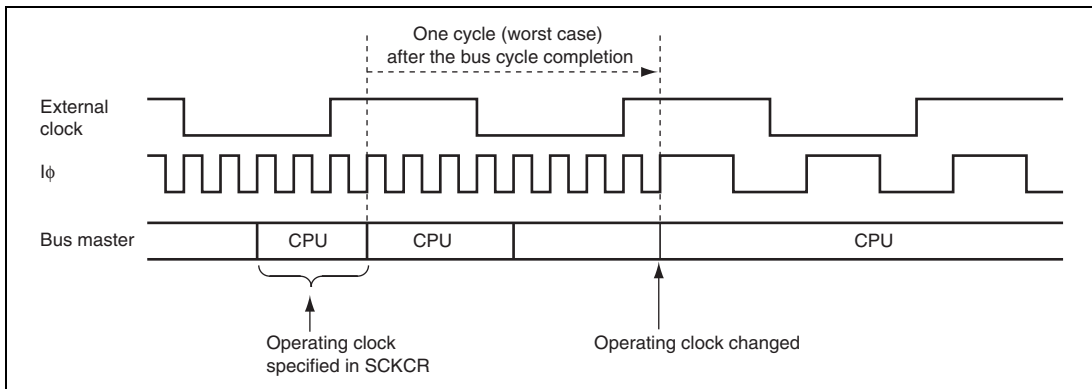 One cycle (worst case)
after the bus cycle completion
External
clock
Iϕ
Bus master
CPU
CPU
CPU
Operating clock
specified in SCKCR
Operating clock changed